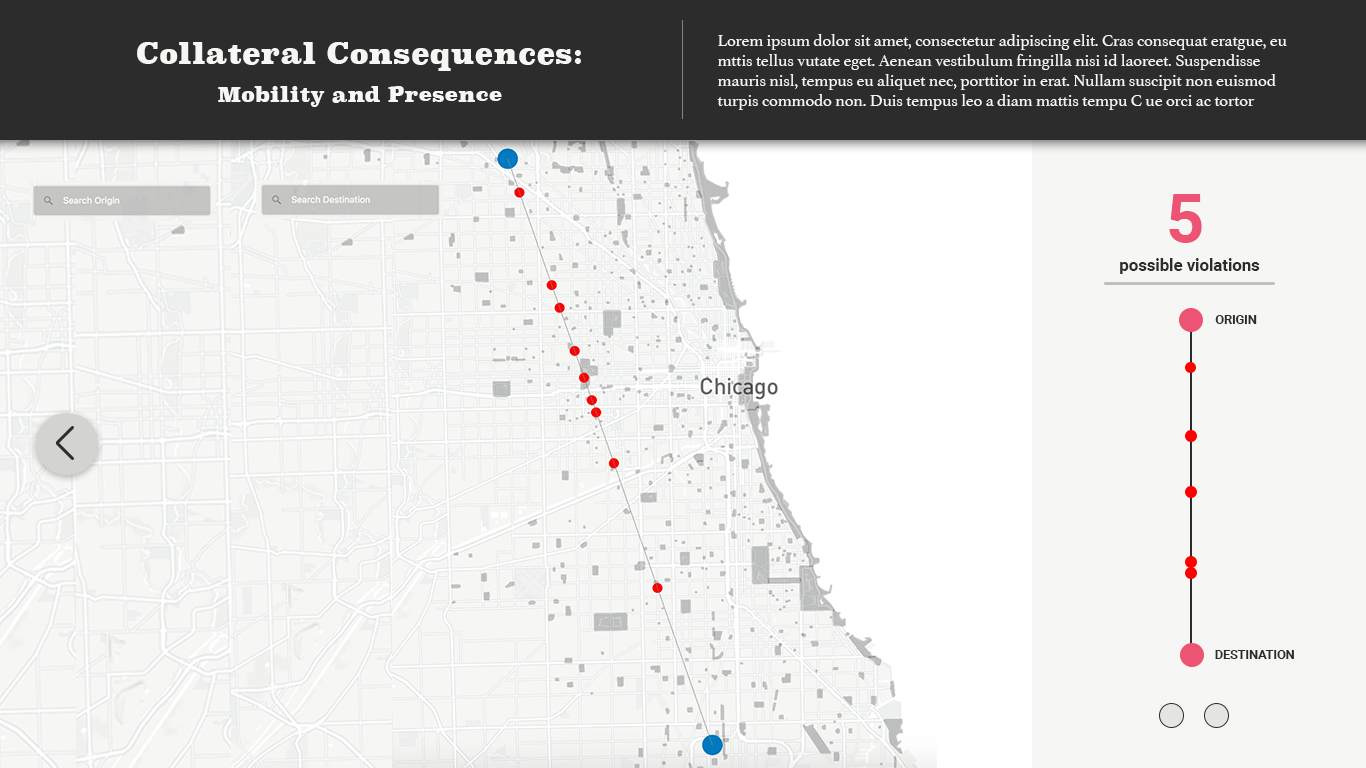 Collateral Consequences:
Mobility and Presence
Lorem ipsum dolor sit amet, consectetur adipiscing elit. Cras consequat eratgue, eu
mttis tellus vutate eget. Aenean vestibulum fringilla nisi id laoreet. Suspendisse
mauris nisl, tempus eu aliquet nec, porttitor in erat. Nullam suscipit non euismod
turpis commodo non. Duis tempus leo a diam mattis tempu C ue orci ac tortor
Search Origin
Search Destination
Chicago
5
possible violations
ORIGIN
DESTINATION